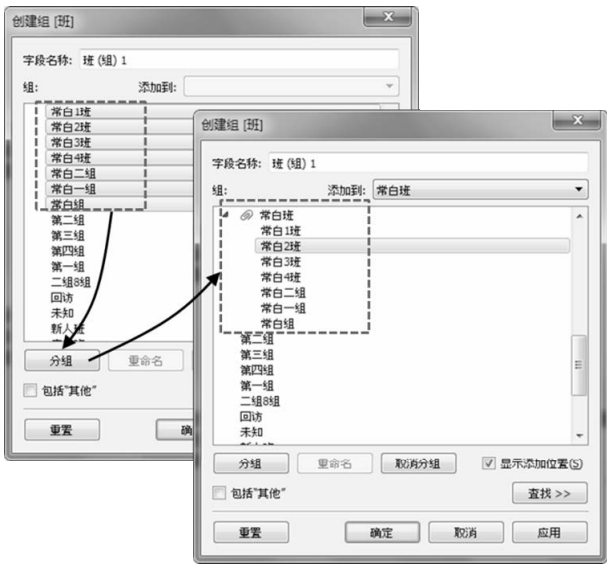 创建组 [班]
字段名称: 班 (组) 1
组: 添加到:
常白1班
常白2班
常白3班
常白4班
常白二组
常白一组
常白组
第二组
第三组
第四组
第一组
二组8组
回访
未知
新人班
分组 重命名
包括"其他"
重置 确
创建组 [班]
字段名称: 班 (组) 1
组: 添加到: 常白班
常白班
常白1班
常白2班
常白3班
常白4班
常白二组
常白一组
常白组
第二组
第三组
第四组
第一组
二组8组
回访
未知
分组 重命名 取消分组 显示添加位置(S)
包括"其他" 查找 >>
重置 确定 取消 应用